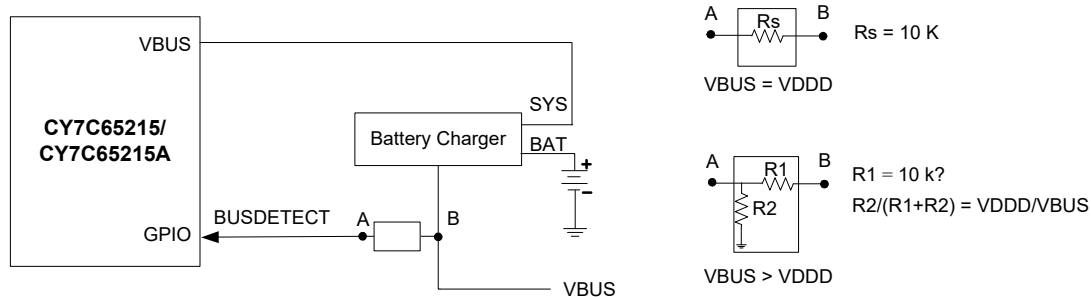 VBUS
CY7C65215/
CY7C65215A
GPIO
BUSDETECT
A
B
Battery Charger
SYS
BAT
+
-
VBUS
A
B
Rs
Rs = 10 K
VBUS = VDDD
A
B
R1
R2
R1 = 10 k?
R2/(R1+R2) = VDDD/VBUS
VBUS > VDDD